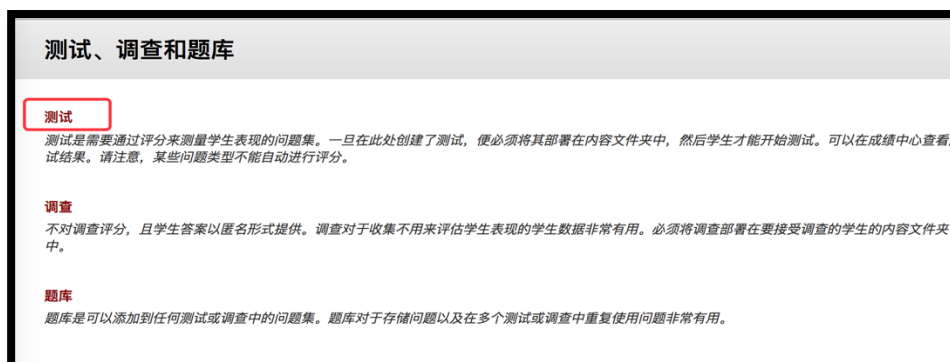 测试、调查和题库
测试
测试是需要通过评分来测量学生表现的问题集。一旦在此处创建了测试，便必须将其部署在内容文件夹中，然后学生才能开始测试。可以在成绩中心查看
试结果。请注意，某些问题类型不能自动进行评分。
调查
不对调查评分，且学生答案以匿名形式提供。调查对于收集不用来评估学生表现的学生数据非常有用。必须将调查部署在要接受调查的学生的内容文件夹
中。
题库
题库是可以添加到任何测试或调查中的问题集。题库对于存储问题以及在多个测试或调查中重复使用问题非常有用。